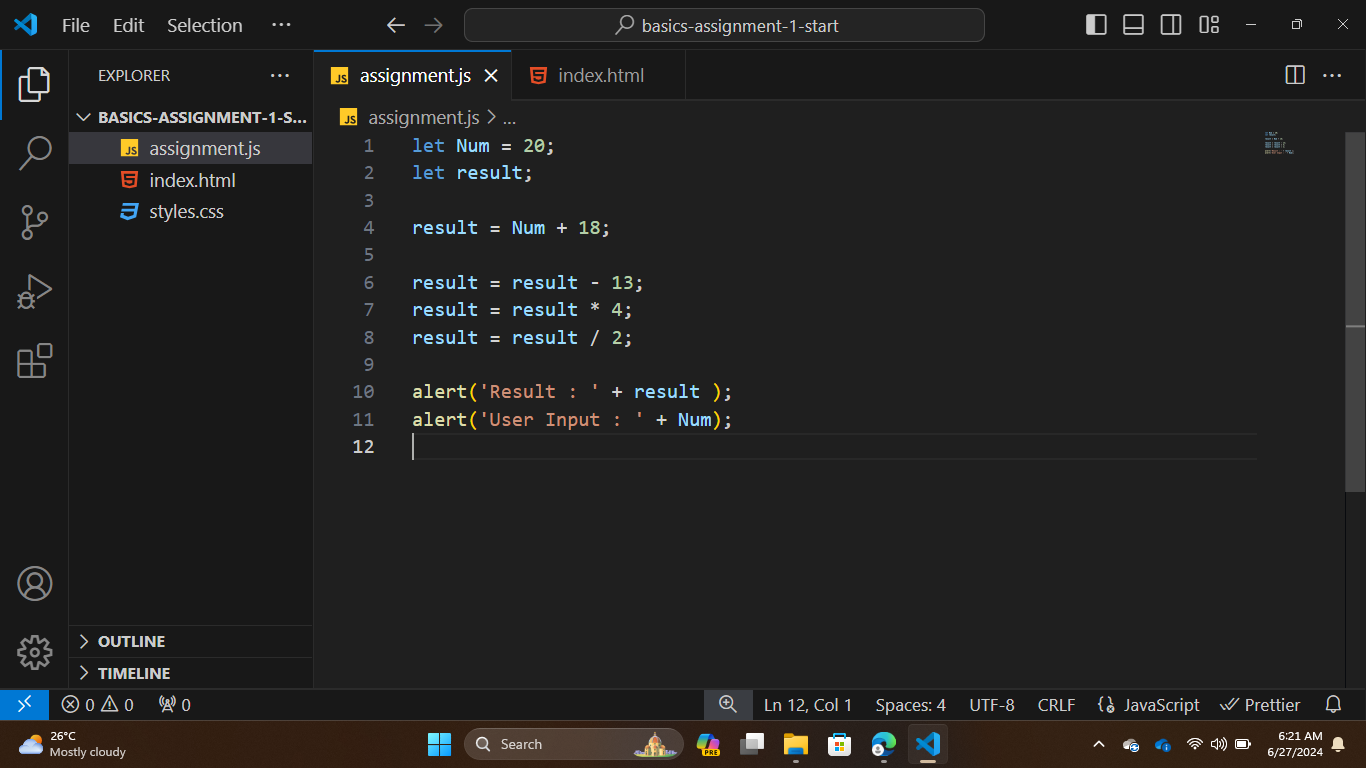 File Edit Selection ··· basics-assignment-1-start
EXPLORER ···
BASICS-ASSIGNMENT-1-S...
JS assignment.js
index.html
styles.css
OUTLINE
TIMELINE
JS assignment.js index.html ···
JS assignment.js > ...
1 let Num = 20;
2 let result;
3
4 result = Num + 18;
5
6 result = result - 13;
7 result = result * 4;
8 result = result / 2;
9
10 alert('Result : ' + result );
11 alert('User Input : ' + Num);
12
0 0 0 Ln 12, Col 1 Spaces: 4 UTF-8 CRLF JavaScript Prettier
26°C
Mostly cloudy
Search
PRE
6:21 AM
6/27/2024